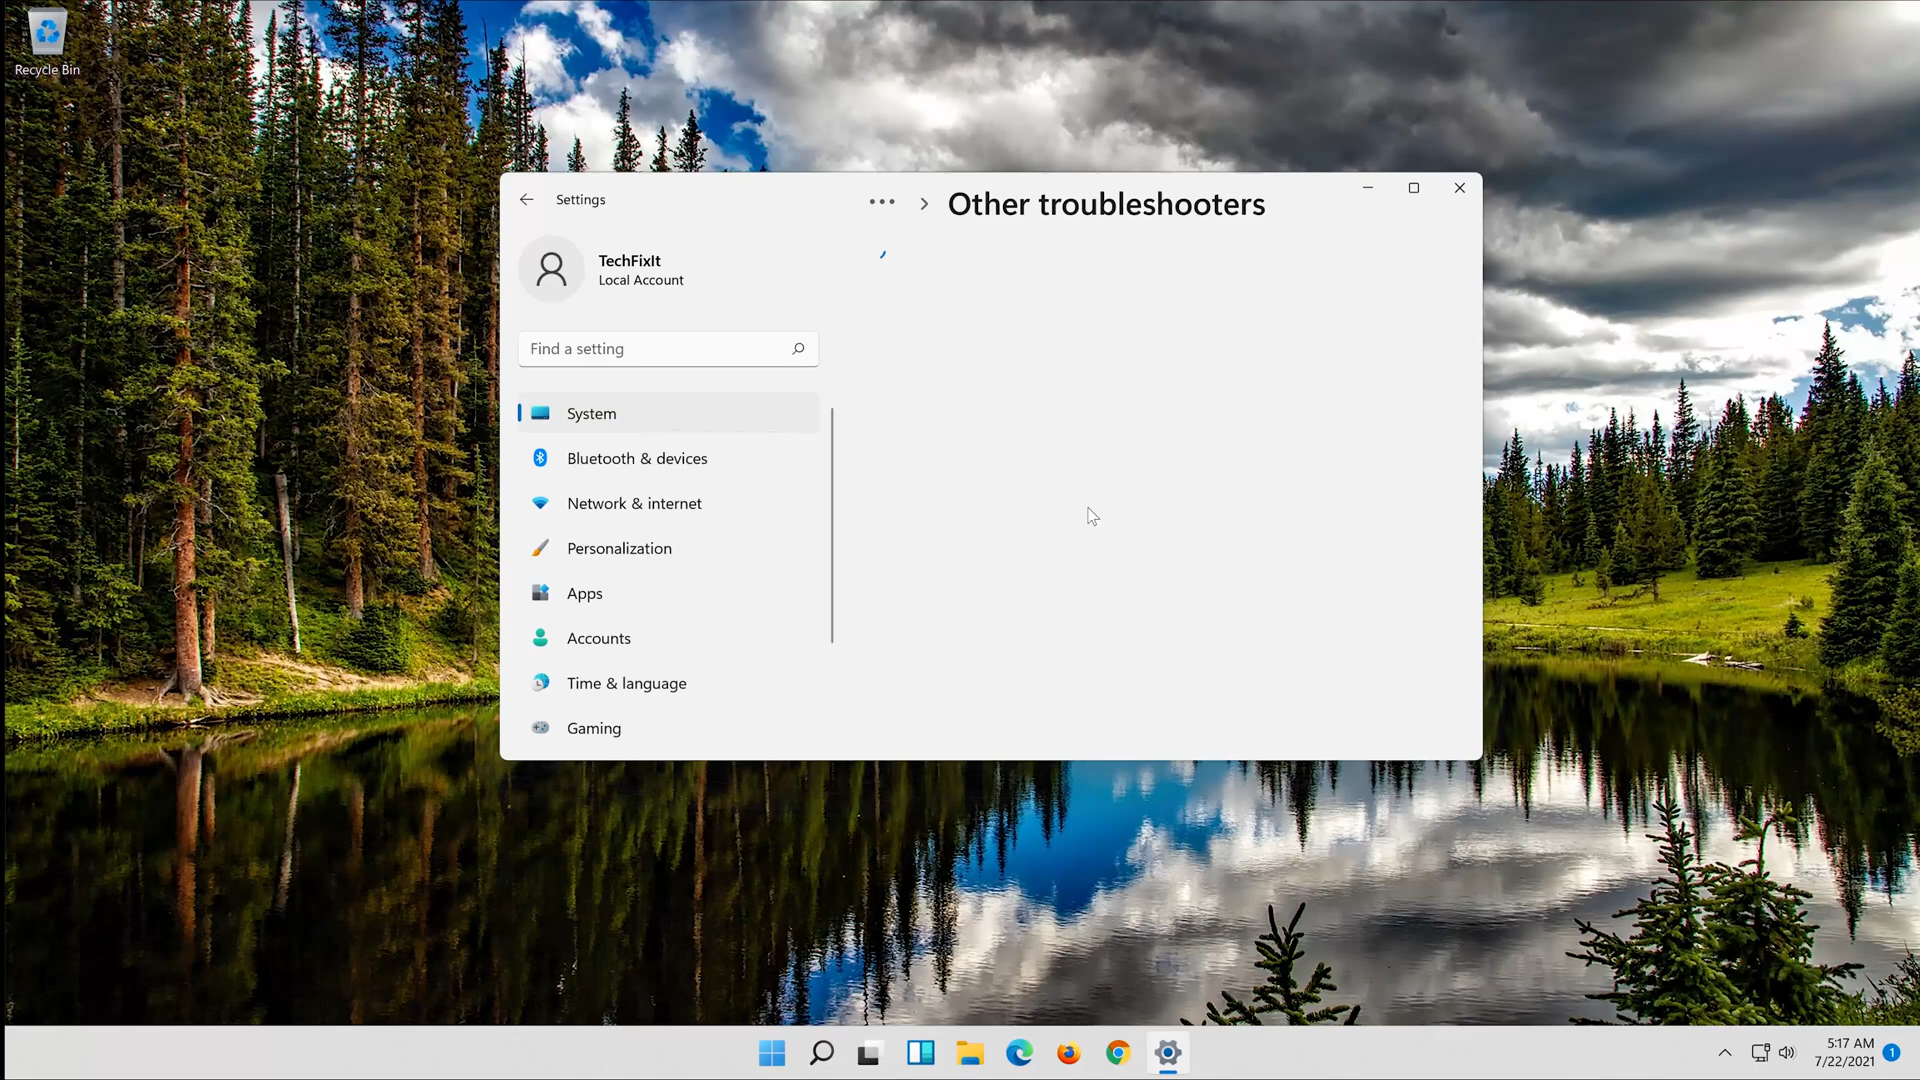 Recycle Bin
Settings
Other troubleshooters
TechFixIt
Local Account
Find a setting
System
Bluetooth & devices
Network & internet
Personalization
Apps
Accounts
Time & language
Gaming
5:17 AM
7/22/2021
1